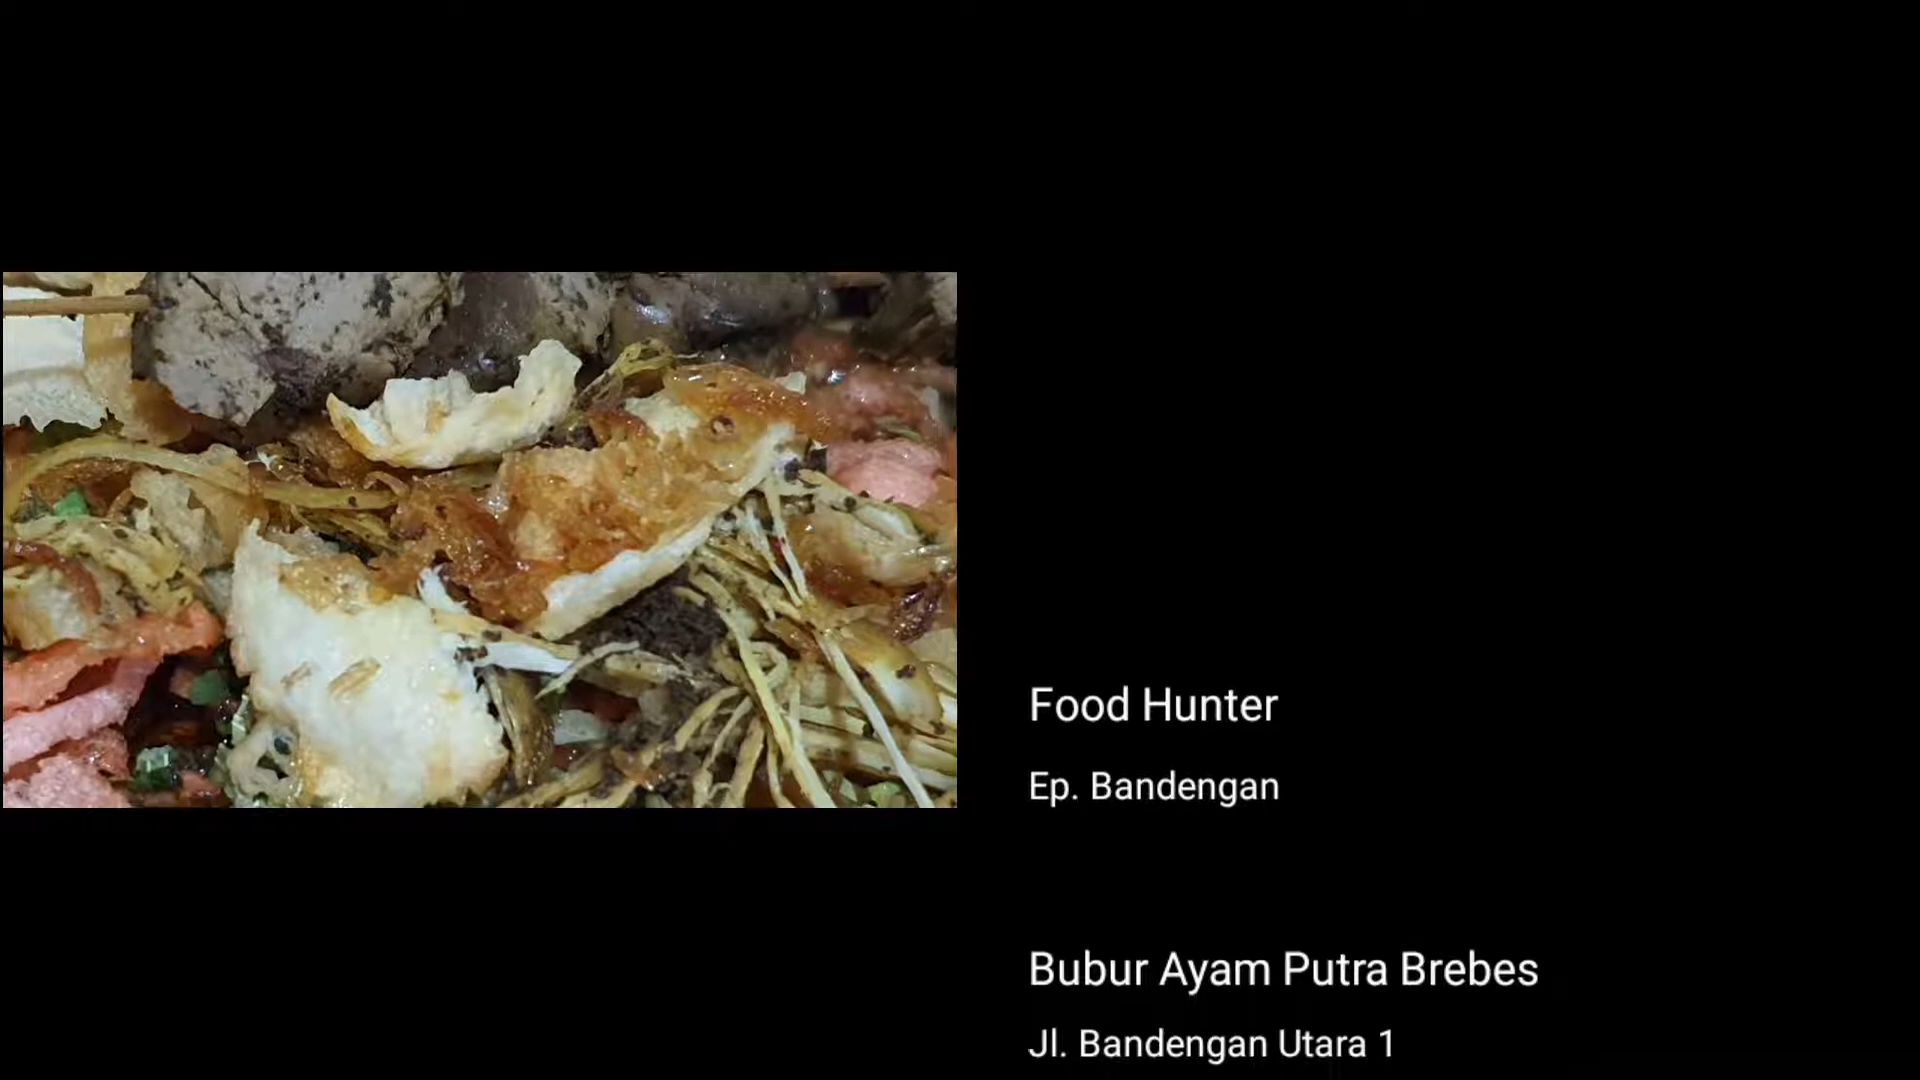 Food Hunter
Ep. Bandengan
Bubur Ayam Putra Brebes
Jl. Bandengan Utara 1